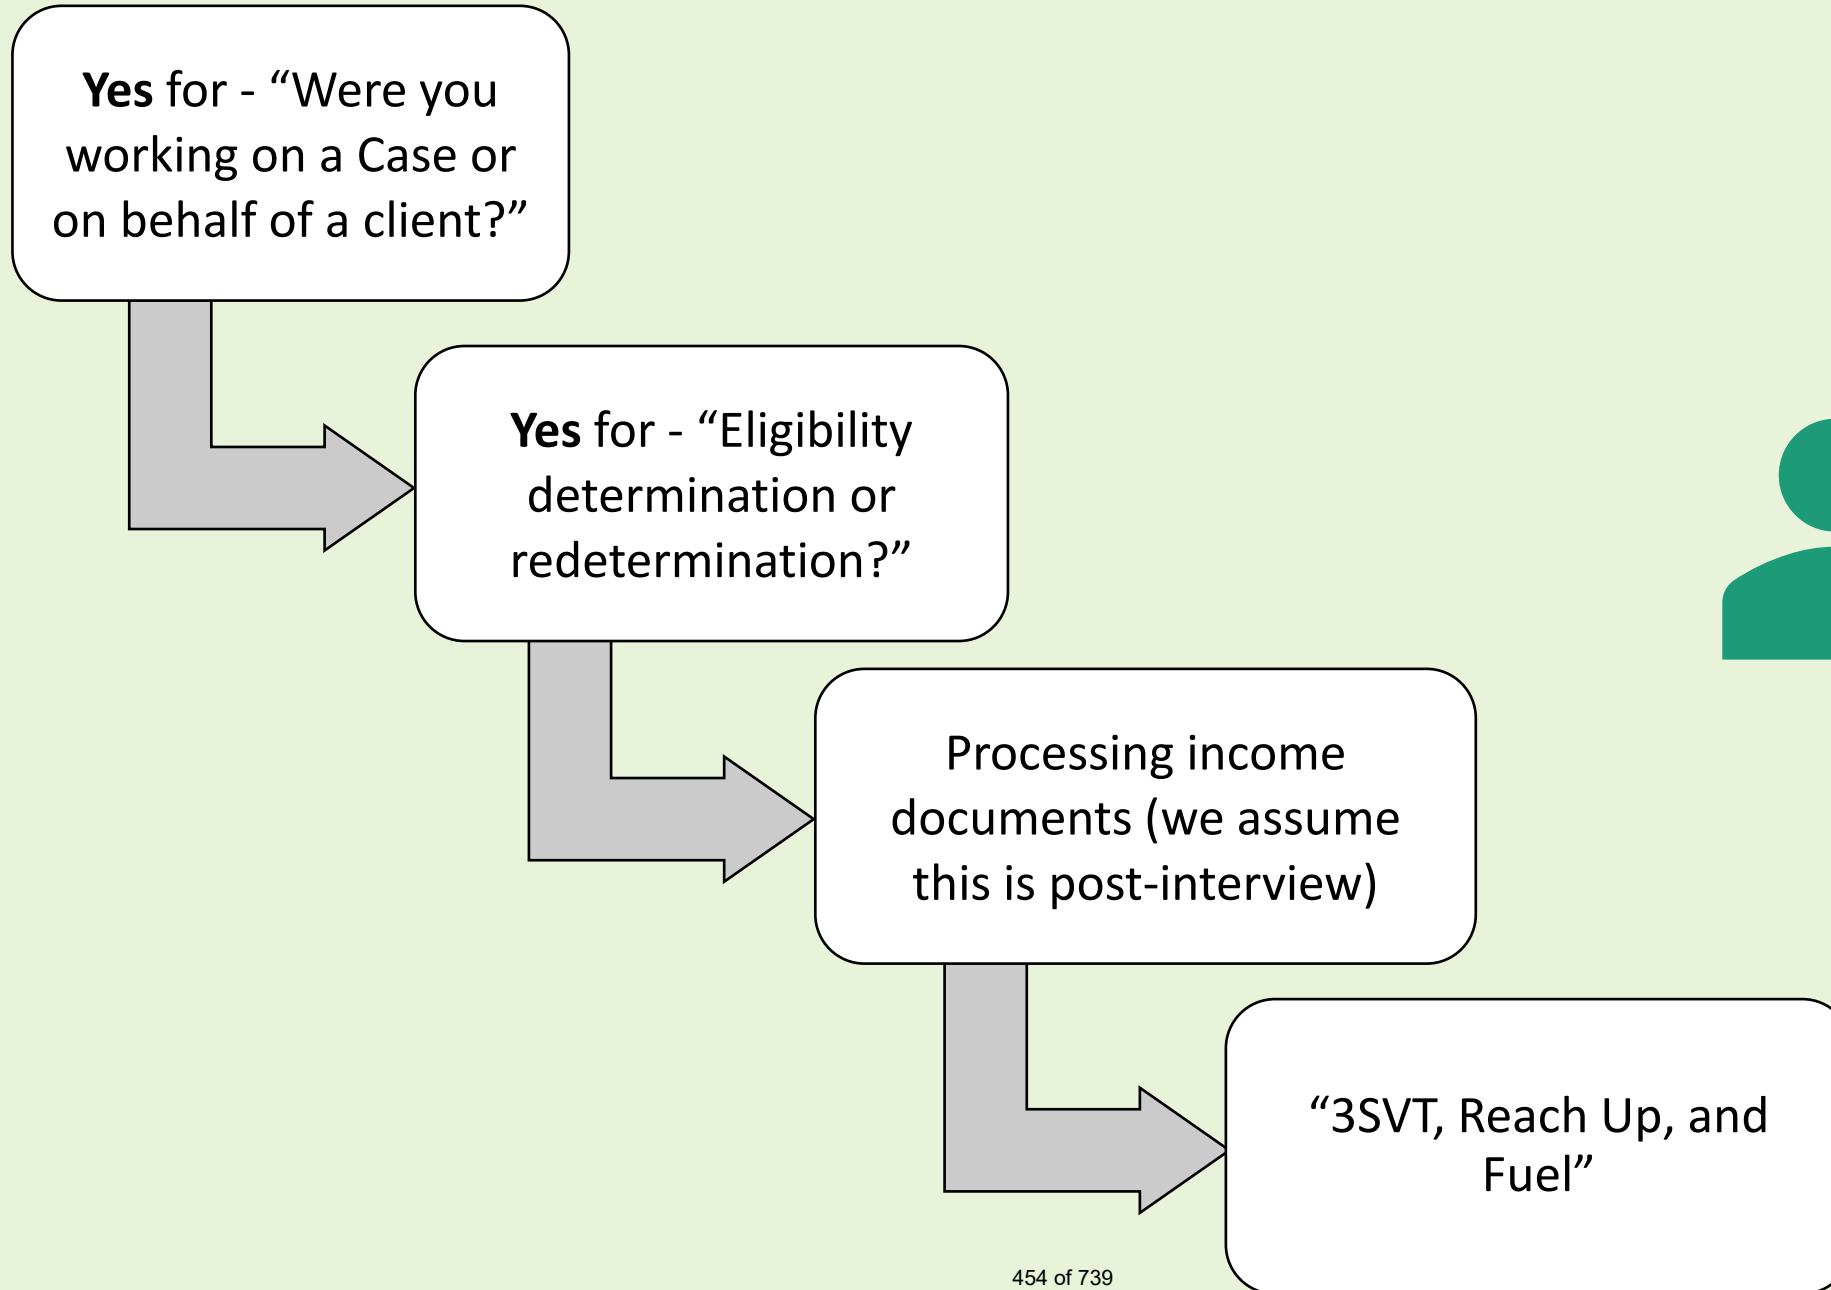 Yes for - “Were you
working on a Case or
on behalf of a client?”
Yes for - “Eligibility
determination or
redetermination?”
Processing income
documents (we assume
this is post-interview)
“3SVT, Reach Up, and
Fuel”
454 of 739